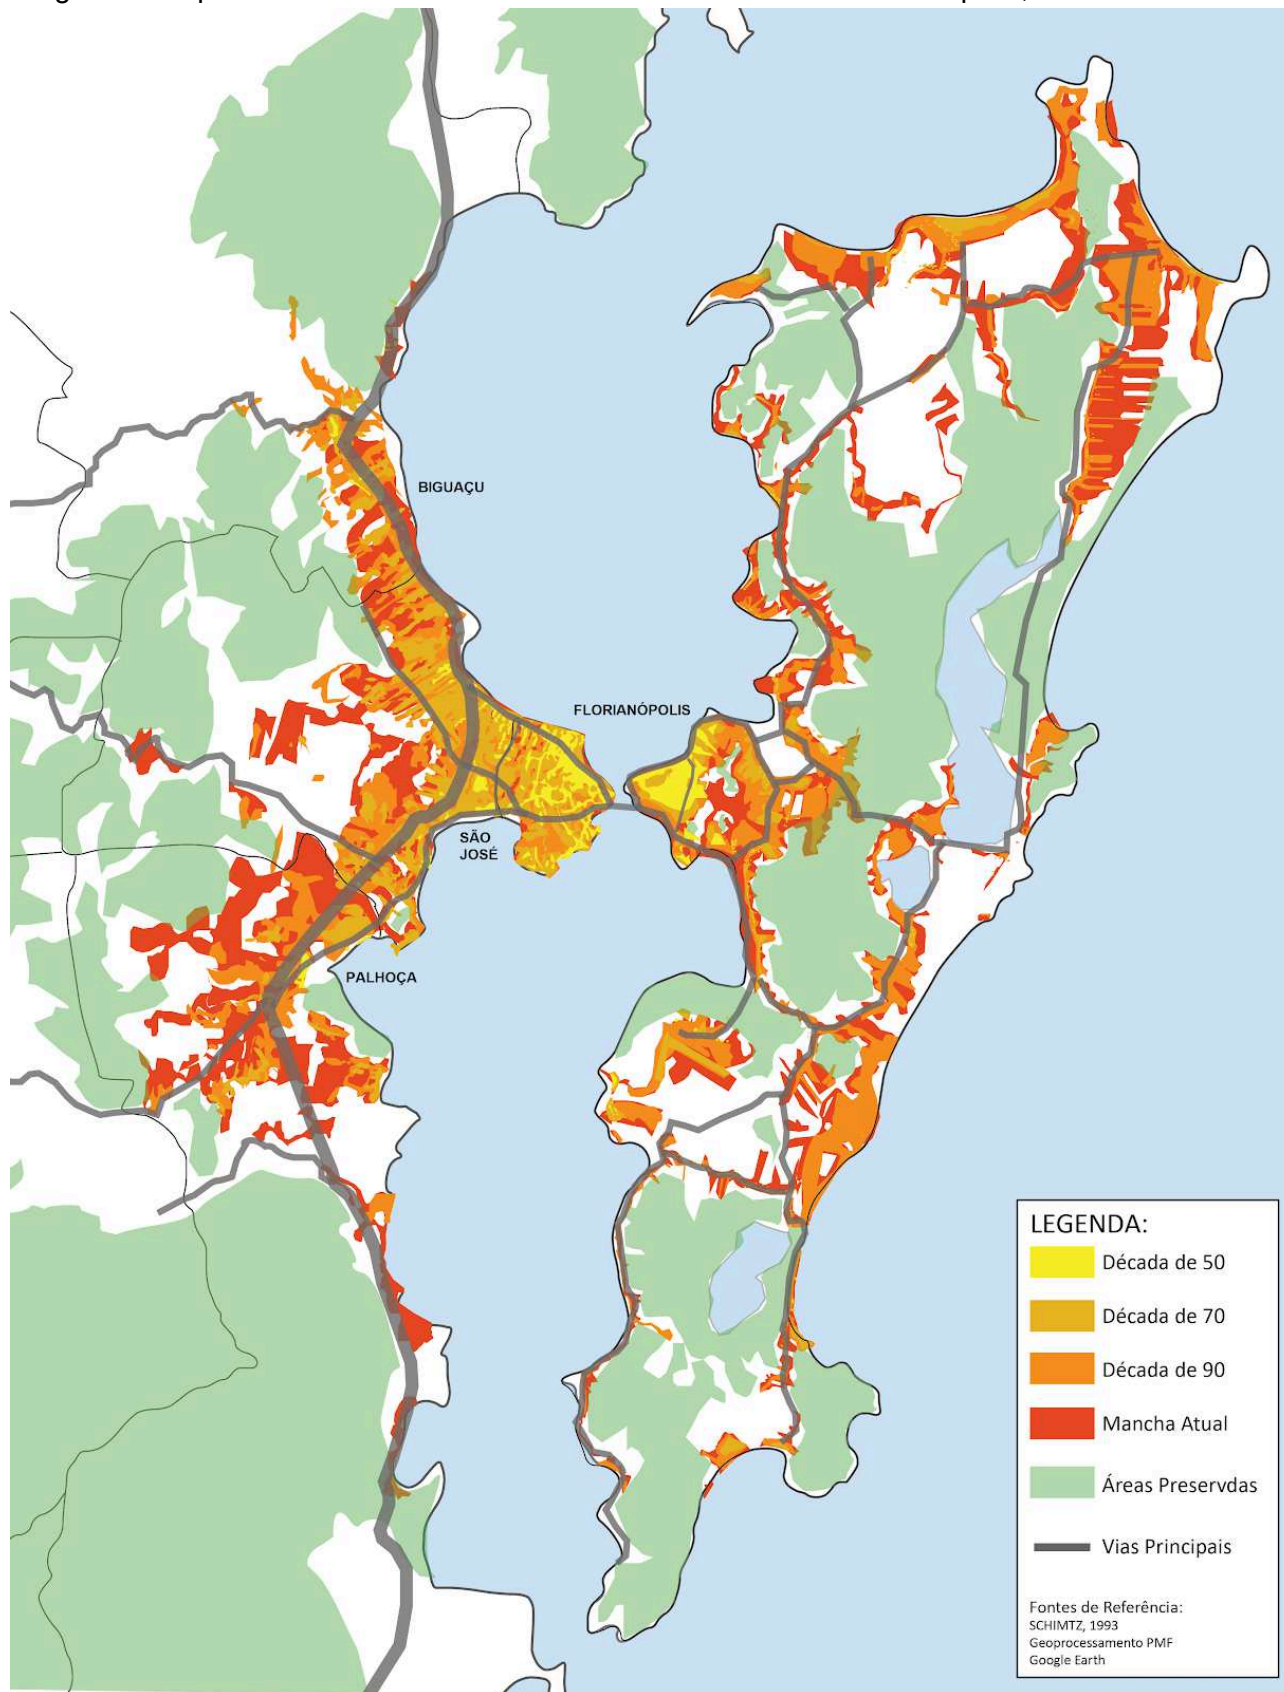 BIGUAÇU
FLORIANÓPOLIS
SÃO
JOSÉ
PALHOÇA
LEGENDA:
Década de 50
Década de 70
Década de 90
Mancha Atual
Áreas Preservdas
Vias Principais
Fontes de Referência:
SCHIMTZ, 1993
Geoprocessamento PMF
Google Earth